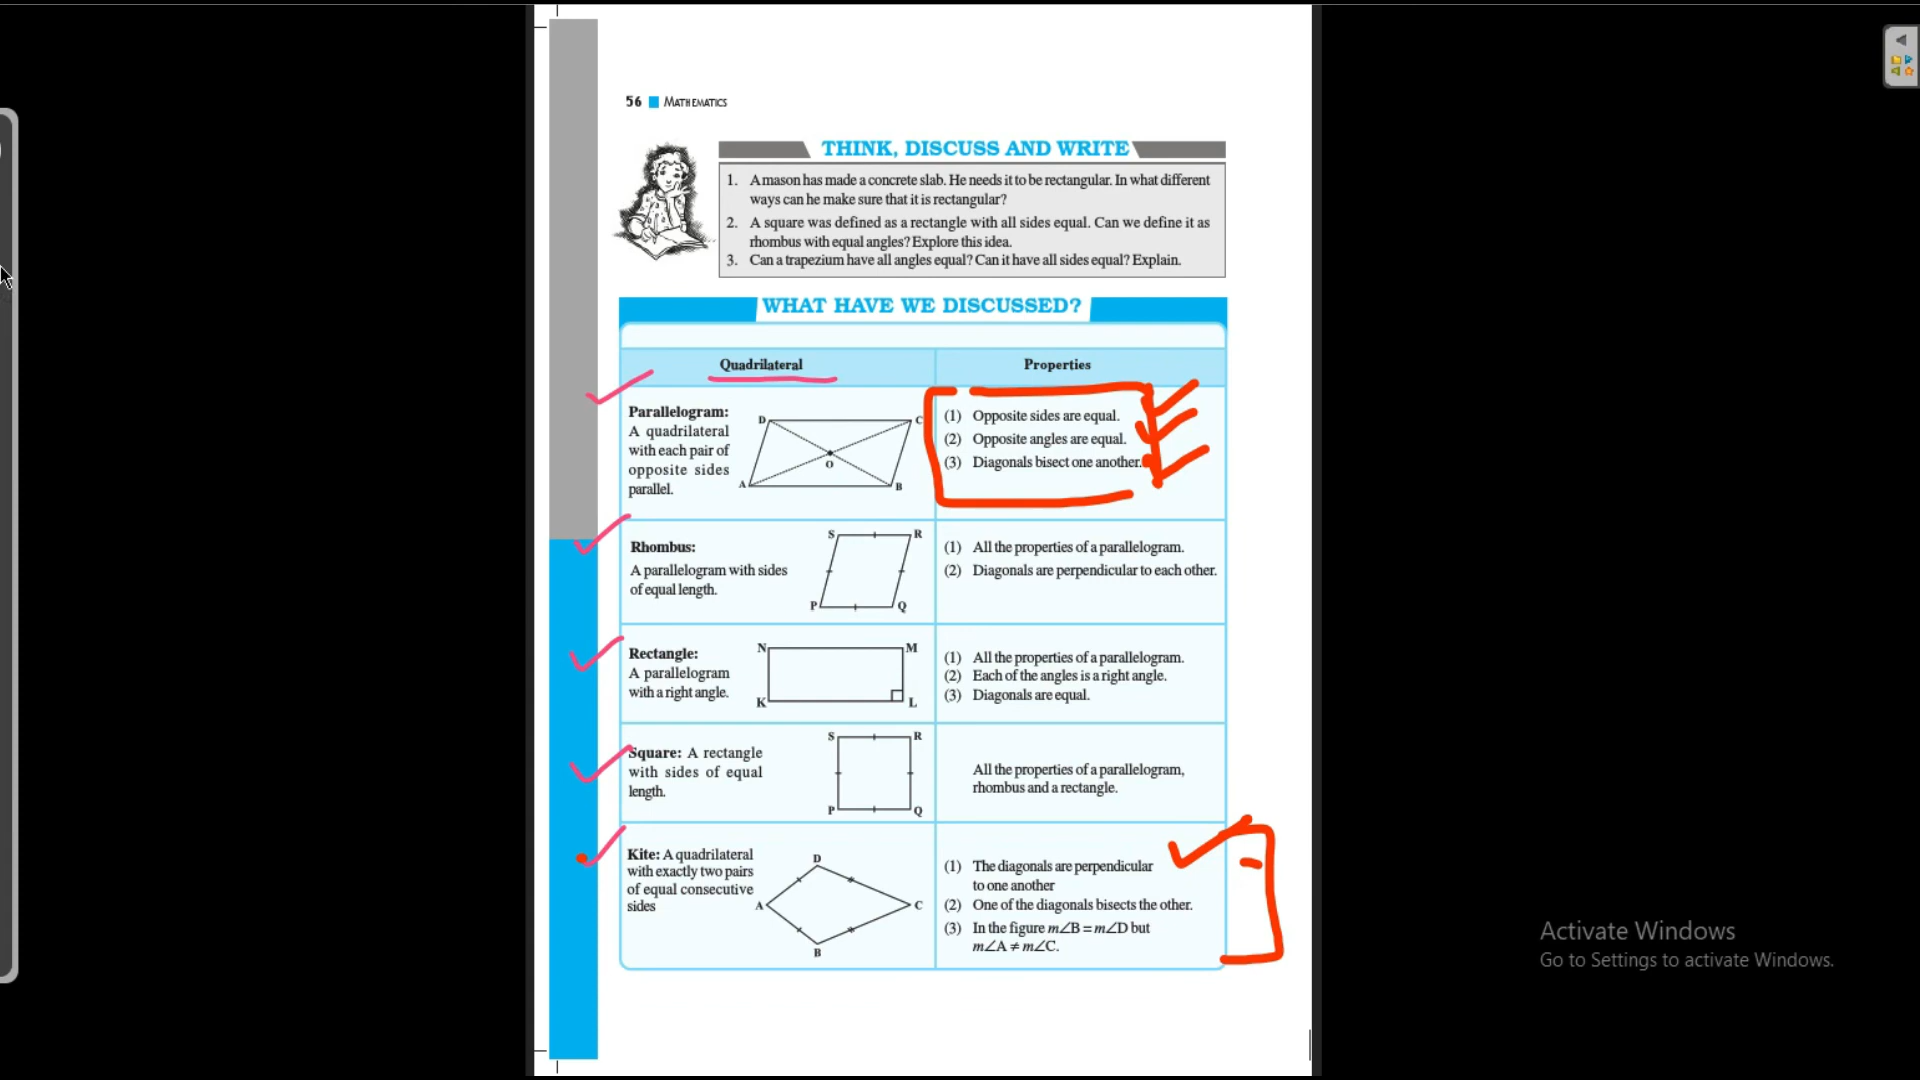 56 MATHEMATICS
THINK, DISCUSS AND WRITE
1. A mason has made a concrete slab. He needs it to be rectangular. In what different
ways can he make sure that it is rectangular?
2. A square was defined as a rectangle with all sides equal. Can we define it as
rhombus with equal angles? Explore this idea.
3. Can a trapezium have all angles equal? Can it have all sides equal? Explain.
WHAT HAVE WE DISCUSSED?
Quadrilateral Properties
Parallelogram:
A quadrilateral
with each pair of
opposite sides
parallel.
D C
O
A B
(1) Opposite sides are equal.
(2) Opposite angles are equal.
(3) Diagonals bisect one another.
Rhombus:
A parallelogram with sides
of equal length.
S R
P Q
(1) All the properties of a parallelogram.
(2) Diagonals are perpendicular to each other.
Rectangle:
A parallelogram
with a right angle.
N M
K L
(1) All the properties of a parallelogram.
(2) Each of the angles is a right angle.
(3) Diagonals are equal.
Square: A rectangle
with sides of equal
length.
S R
P Q
All the properties of a parallelogram,
rhombus and a rectangle.
Kite: A quadrilateral
with exactly two pairs
of equal consecutive
sides
D
A C
B
(1) The diagonals are perpendicular
to one another
(2) One of the diagonals bisects the other.
(3) In the figure m∠B = m∠D but
m∠A ≠ m∠C.
Activate Windows
Go to Settings to activate Windows.